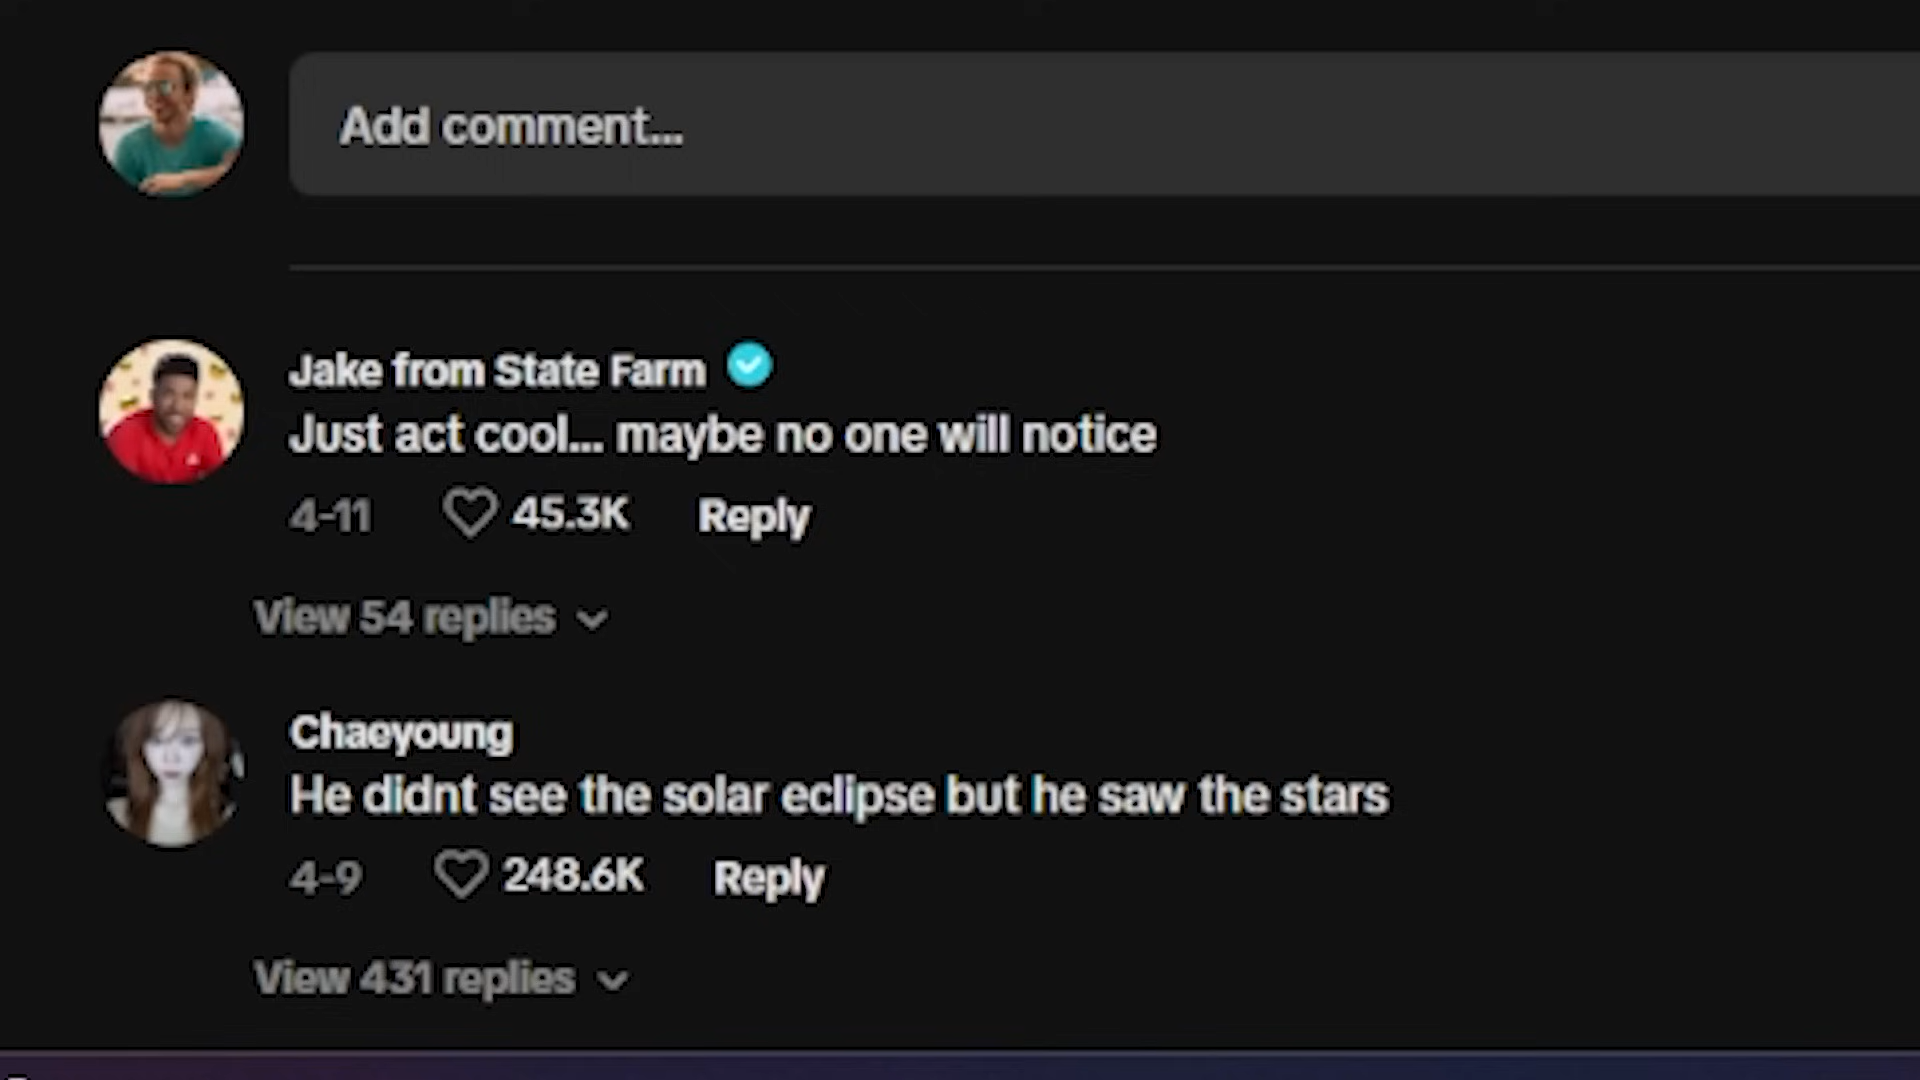 Add comment...
Jake from State Farm
Just act cool... maybe no one will notice
4-11 45.3K Reply
View 54 replies
Chaeyoung
He didnt see the solar eclipse but he saw the stars
4-9 248.6K Reply
View 431 replies